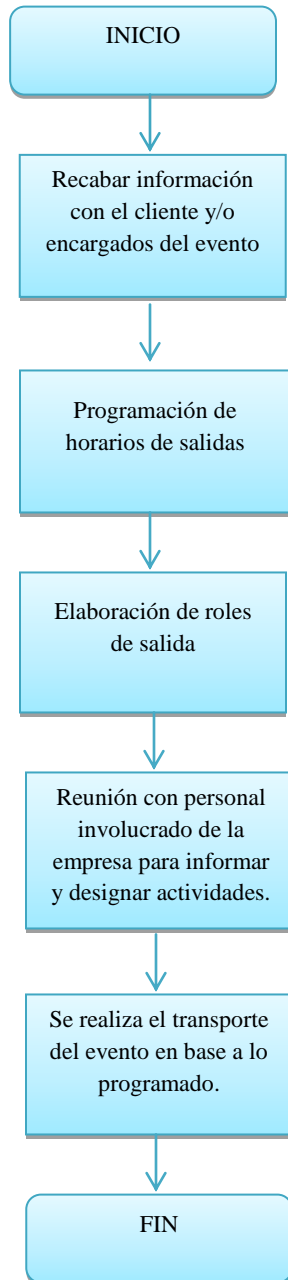 INICIO
Recabar información
con el cliente y/o
encargados del evento
Programación de
horarios de salidas
Elaboración de roles
de salida
Reunión con personal
involucrado de la
empresa para informar
y designar actividades.
Se realiza el transporte
del evento en base a lo
programado.
FIN